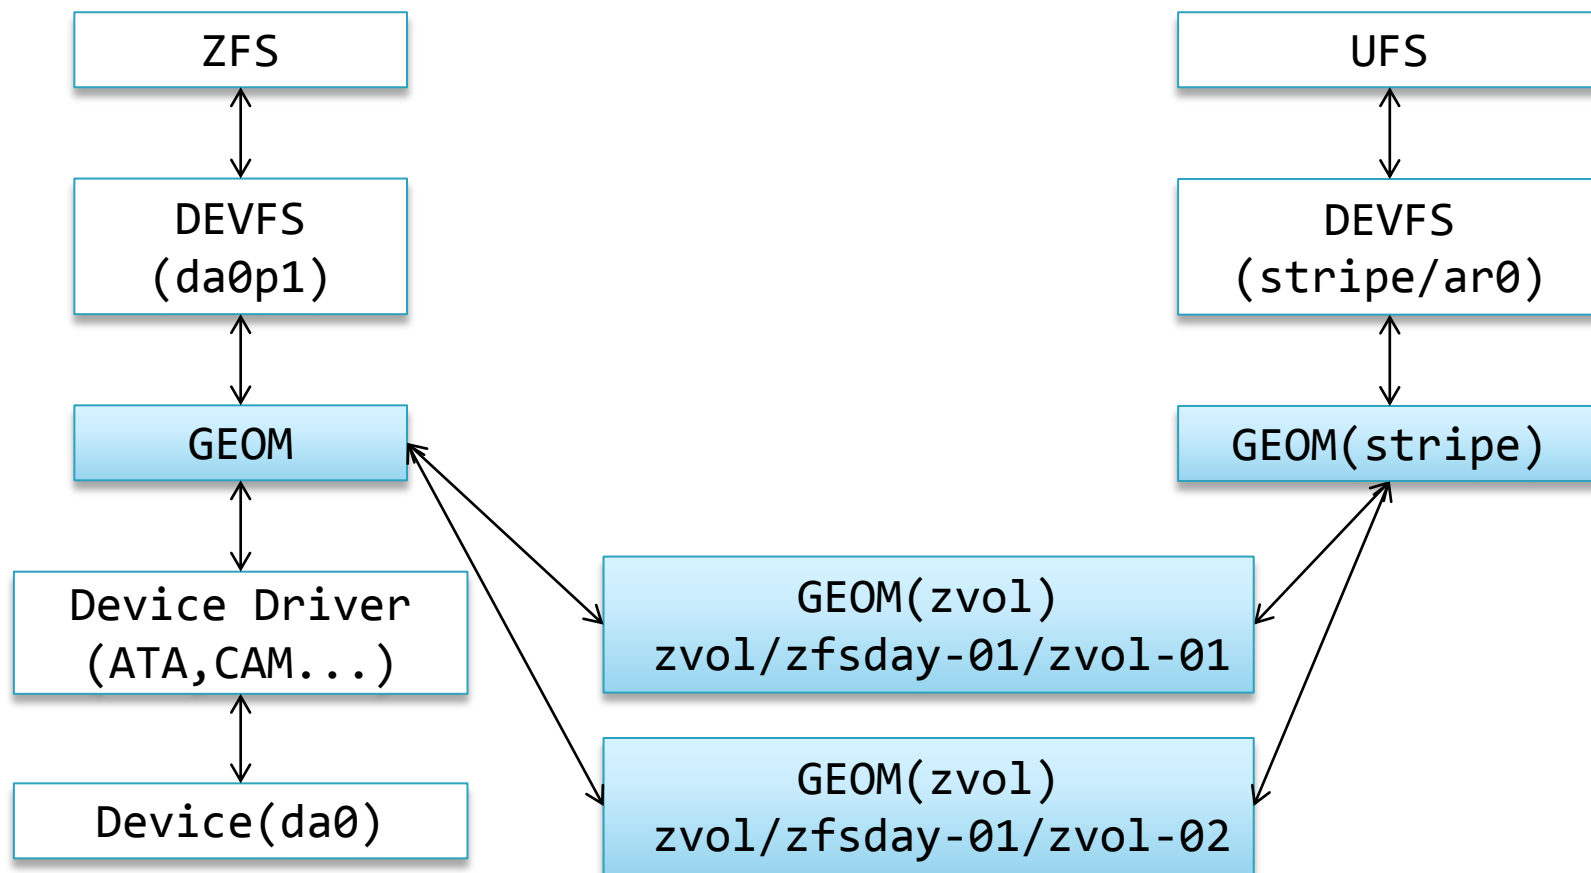 ZFS
DEVFS
(da0p1)
GEOM
Device Driver
(ATA,CAM...)
Device(da0)
GEOM(zvol)
zvol/zfsday-01/zvol-01
GEOM(zvol)
zvol/zfsday-01/zvol-02
UFS
DEVFS
(stripe/ar0)
GEOM(stripe)